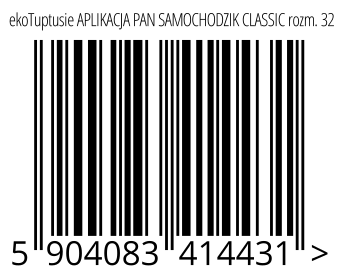 ekoTuptusie APLIKACJA PAN SAMOCHODZIK CLASSIC rozm. 32
5 904083 414431 >